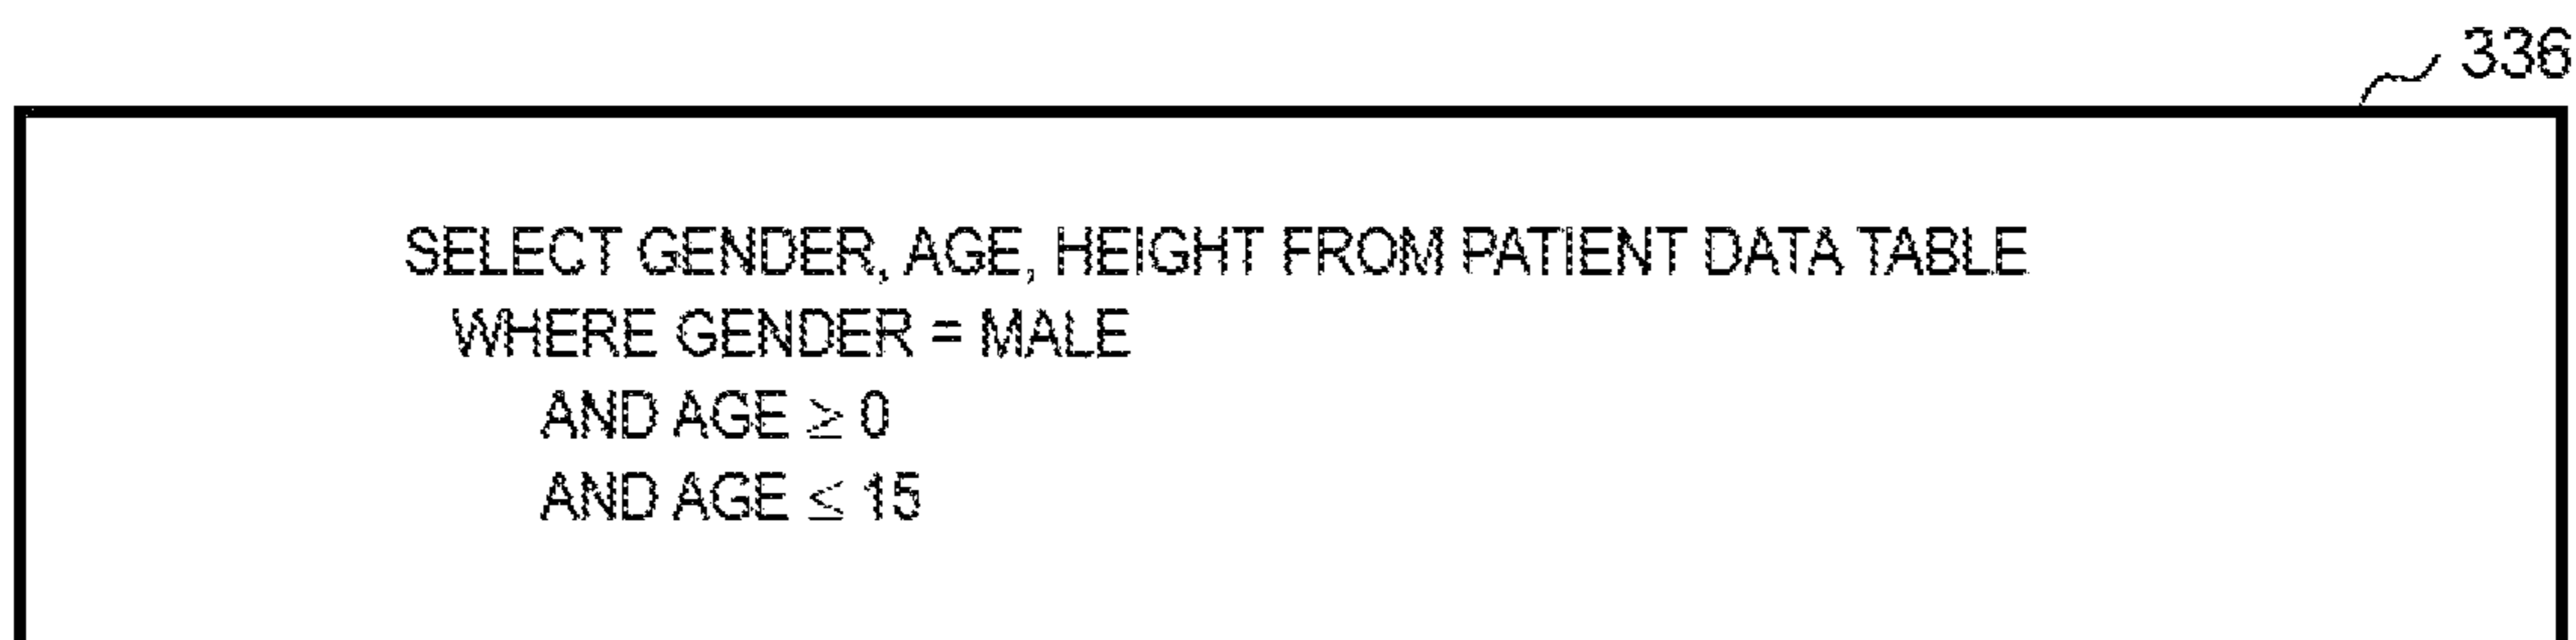 336
SELECT GENDER, AGE, HEIGHT FROM PATIENT DATA TABLE
WHERE GENDER = MALE
AND AGE ≥ 0
AND AGE ≤ 15